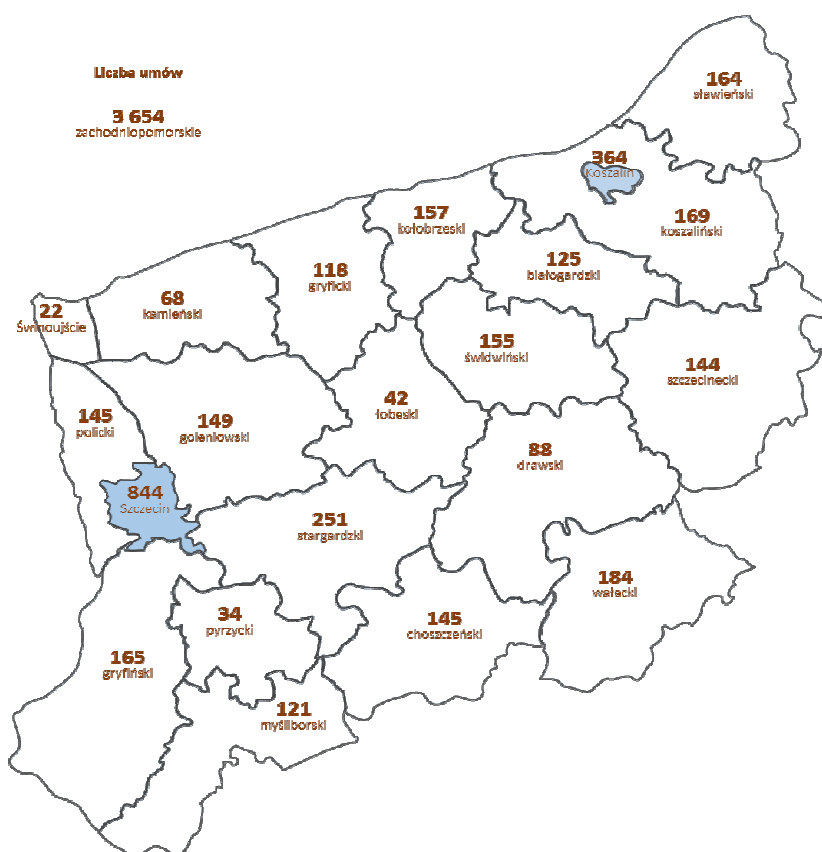 Liczba umów
3 654
zachodniopomorskie
164
sławieński
364
Koszalin
169
koszaliński
157
kołobrzeski
125
białogardzki
118
gryficki
68
kamieński
22
Świnoujście
155
świdwiński
144
szczecinecki
42
łobeski
145
policki
149
goleniowski
88
drawski
844
Szczecin
251
stargardzki
184
wałecki
34
pyrzycki
145
choszczeński
165
gryfiński
121
myśliborski